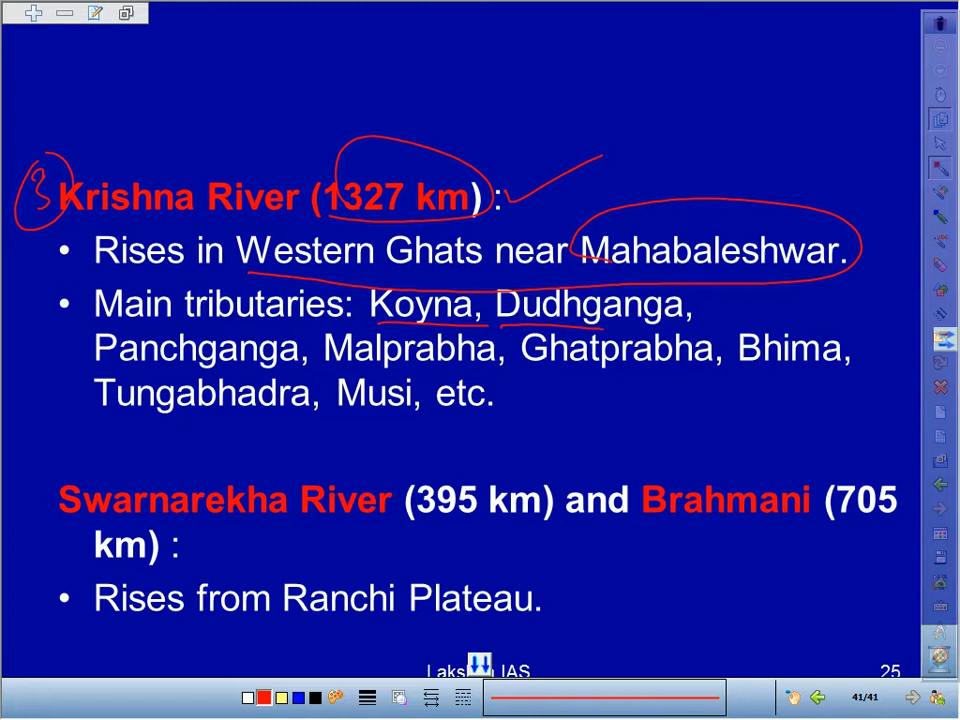 3
Krishna River (1327 km) :
• Rises in Western Ghats near Mahabaleshwar.
• Main tributaries: Koyna, Dudhganga,
Panchganga, Malprabha, Ghatprabha, Bhima,
Tungabhadra, Musi, etc.
Swarnarekha River (395 km) and Brahmani (705
km) :
• Rises from Ranchi Plateau.
IAS
25
41/41